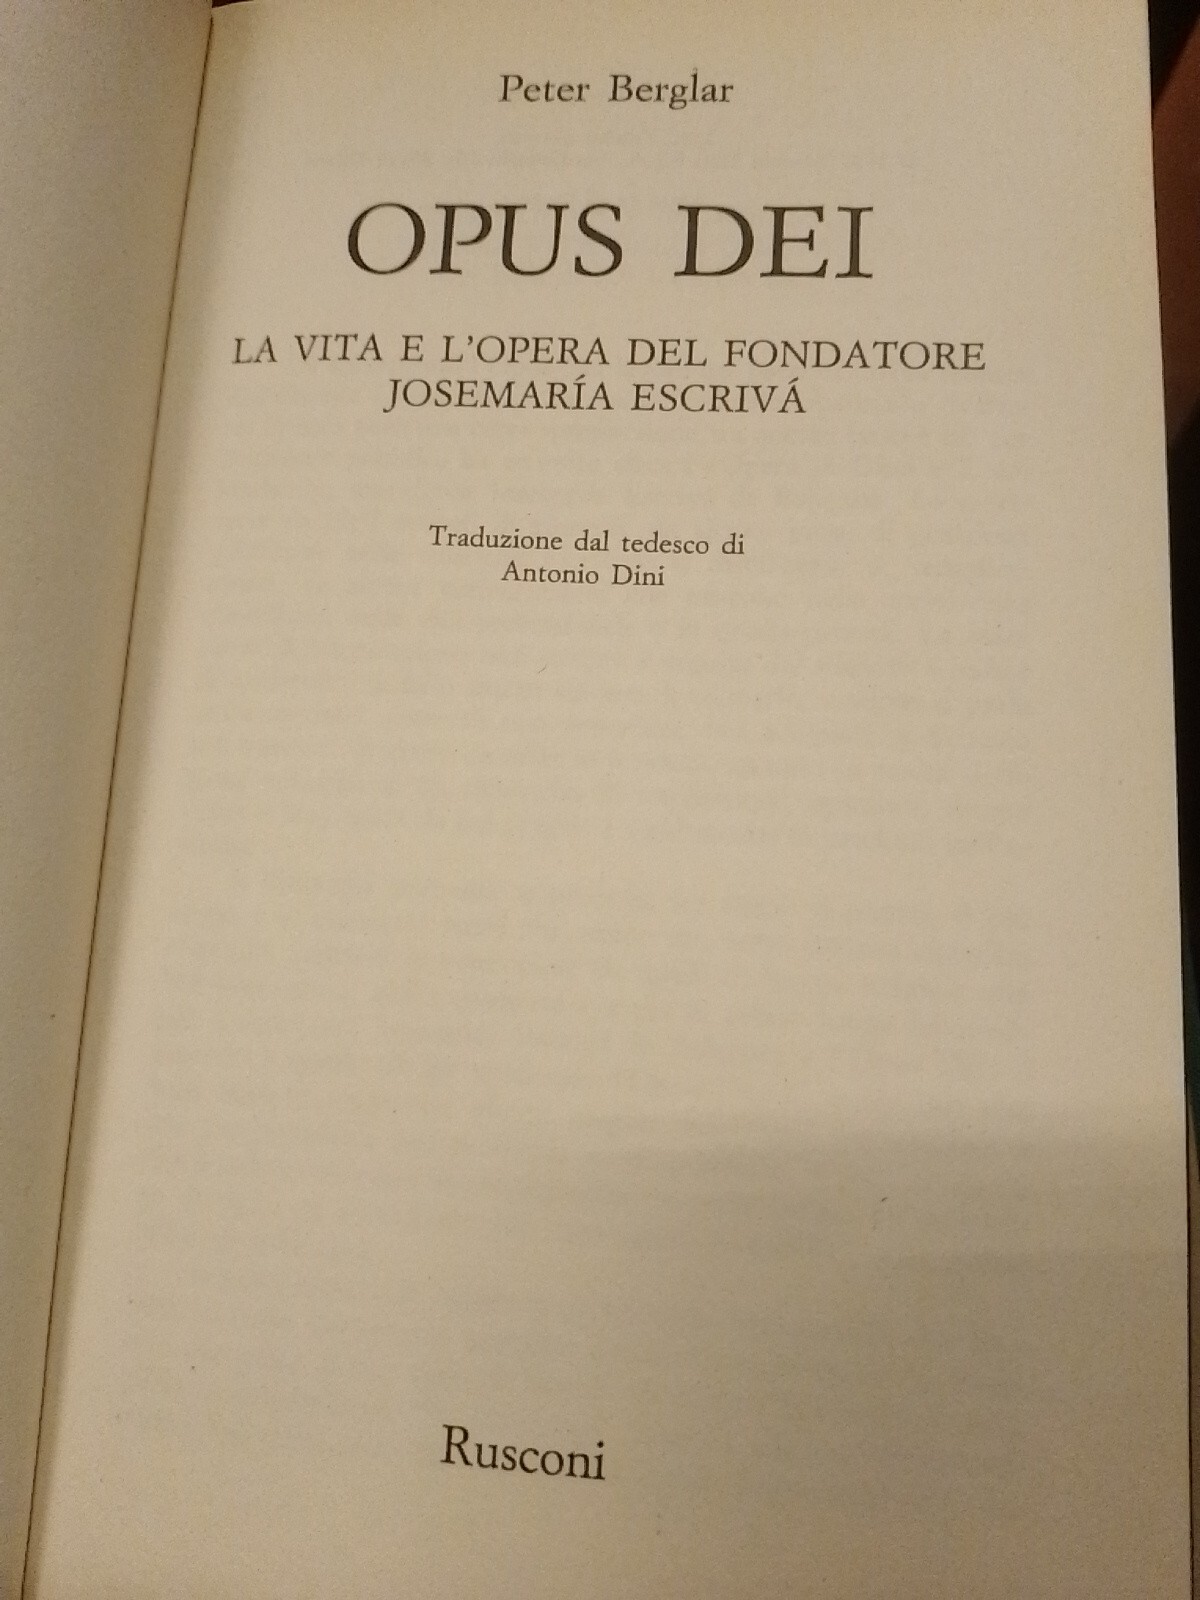 Peter Berglar
OPUS DEI
LA VITA E L'OPERA DEL FONDATORE
JOSEMARÍA ESCRIVÁ
Traduzione dal tedesco di
Antonio Dini
Rusconi